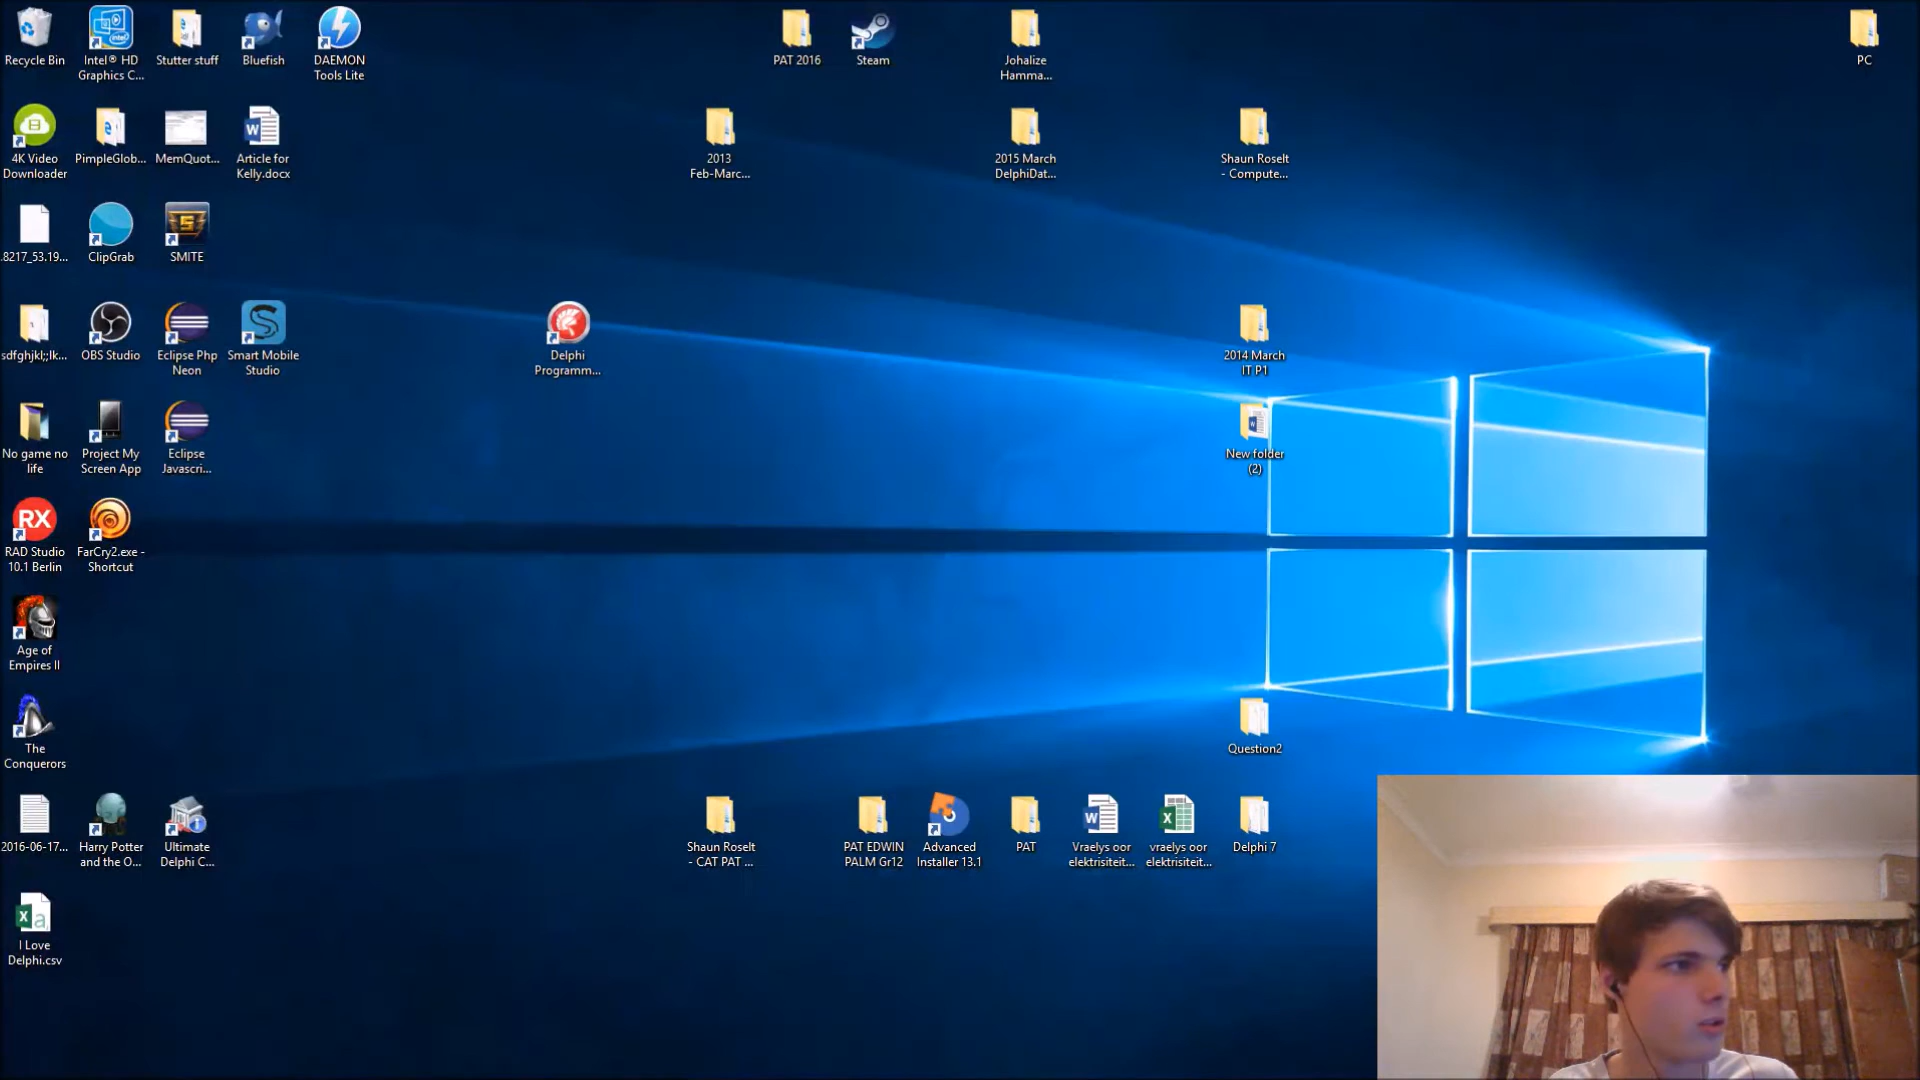 Recycle Bin
Intel® HD
Graphics C...
Stutter stuff
Bluefish
DAEMON
Tools Lite
PAT 2016
Steam
Johalize
Hamma...
PC
4K Video
Downloader
PimpleGlob...
MemQuot...
Article for
Kelly.docx
2013
Feb-Marc...
2015 March
DelphiDat...
Shaun Roselt
- Compute...
.8217_53.19...
ClipGrab
SMITE
sdfghjkl;;lk...
OBS Studio
Eclipse Php
Neon
Smart Mobile
Studio
Delphi
Programm...
2014 March
IT P1
No game no
life
Project My
Screen App
Eclipse
Javascri...
New folder
(2)
RX
RAD Studio
10.1 Berlin
FarCry2.exe -
Shortcut
Age of
Empires II
The
Conquerors
Question2
2016-06-17...
Harry Potter
and the O...
Ultimate
Delphi C...
Shaun Roselt
- CAT PAT ...
PAT EDWIN
PALM Gr12
Advanced
Installer 13.1
PAT
Vraelys oor
elektrisiteit...
vraelys oor
elektrisiteit...
Delphi 7
I Love
Delphi.csv